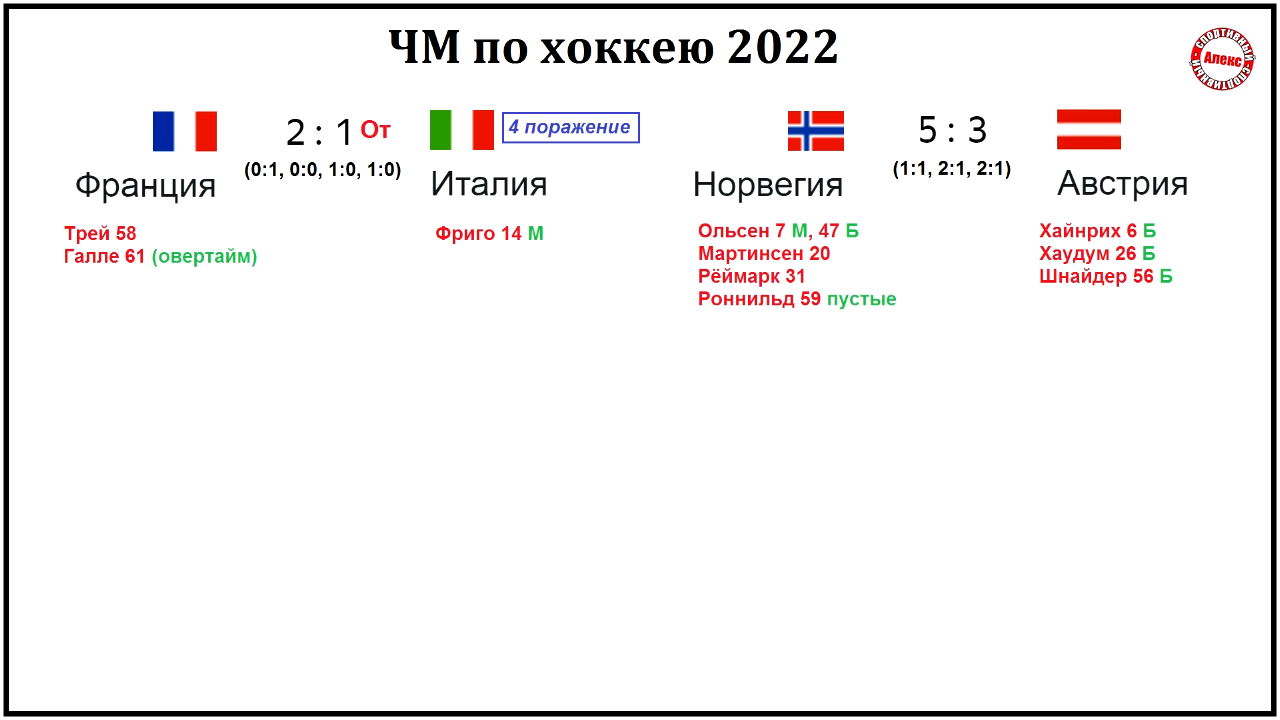 ЧМ по хоккею 2022
СПОРТИВНЫЙ
Алекс
2 : 1 От
(0:1, 0:0, 1:0, 1:0)
4 поражение
Франция
Италия
Трей 58
Галле 61 (овертайм)
Фриго 14 М
5 : 3
(1:1, 2:1, 2:1)
Норвегия
Австрия
Ольсен 7 М, 47 Б
Мартинсен 20
Рёймарк 31
Роннильд 59 пустые
Хайнрих 6 Б
Хаудум 26 Б
Шнайдер 56 Б